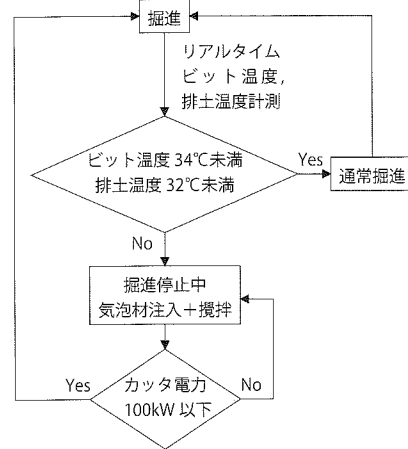 掘進
リアルタイム
ビット温度,
排土温度計測
ビット温度 34℃未満
排土温度 32℃未満
Yes
通常掘進
No
掘進停止中
気泡材注入＋攪拌
Yes
カッタ電力
100kW 以下
No